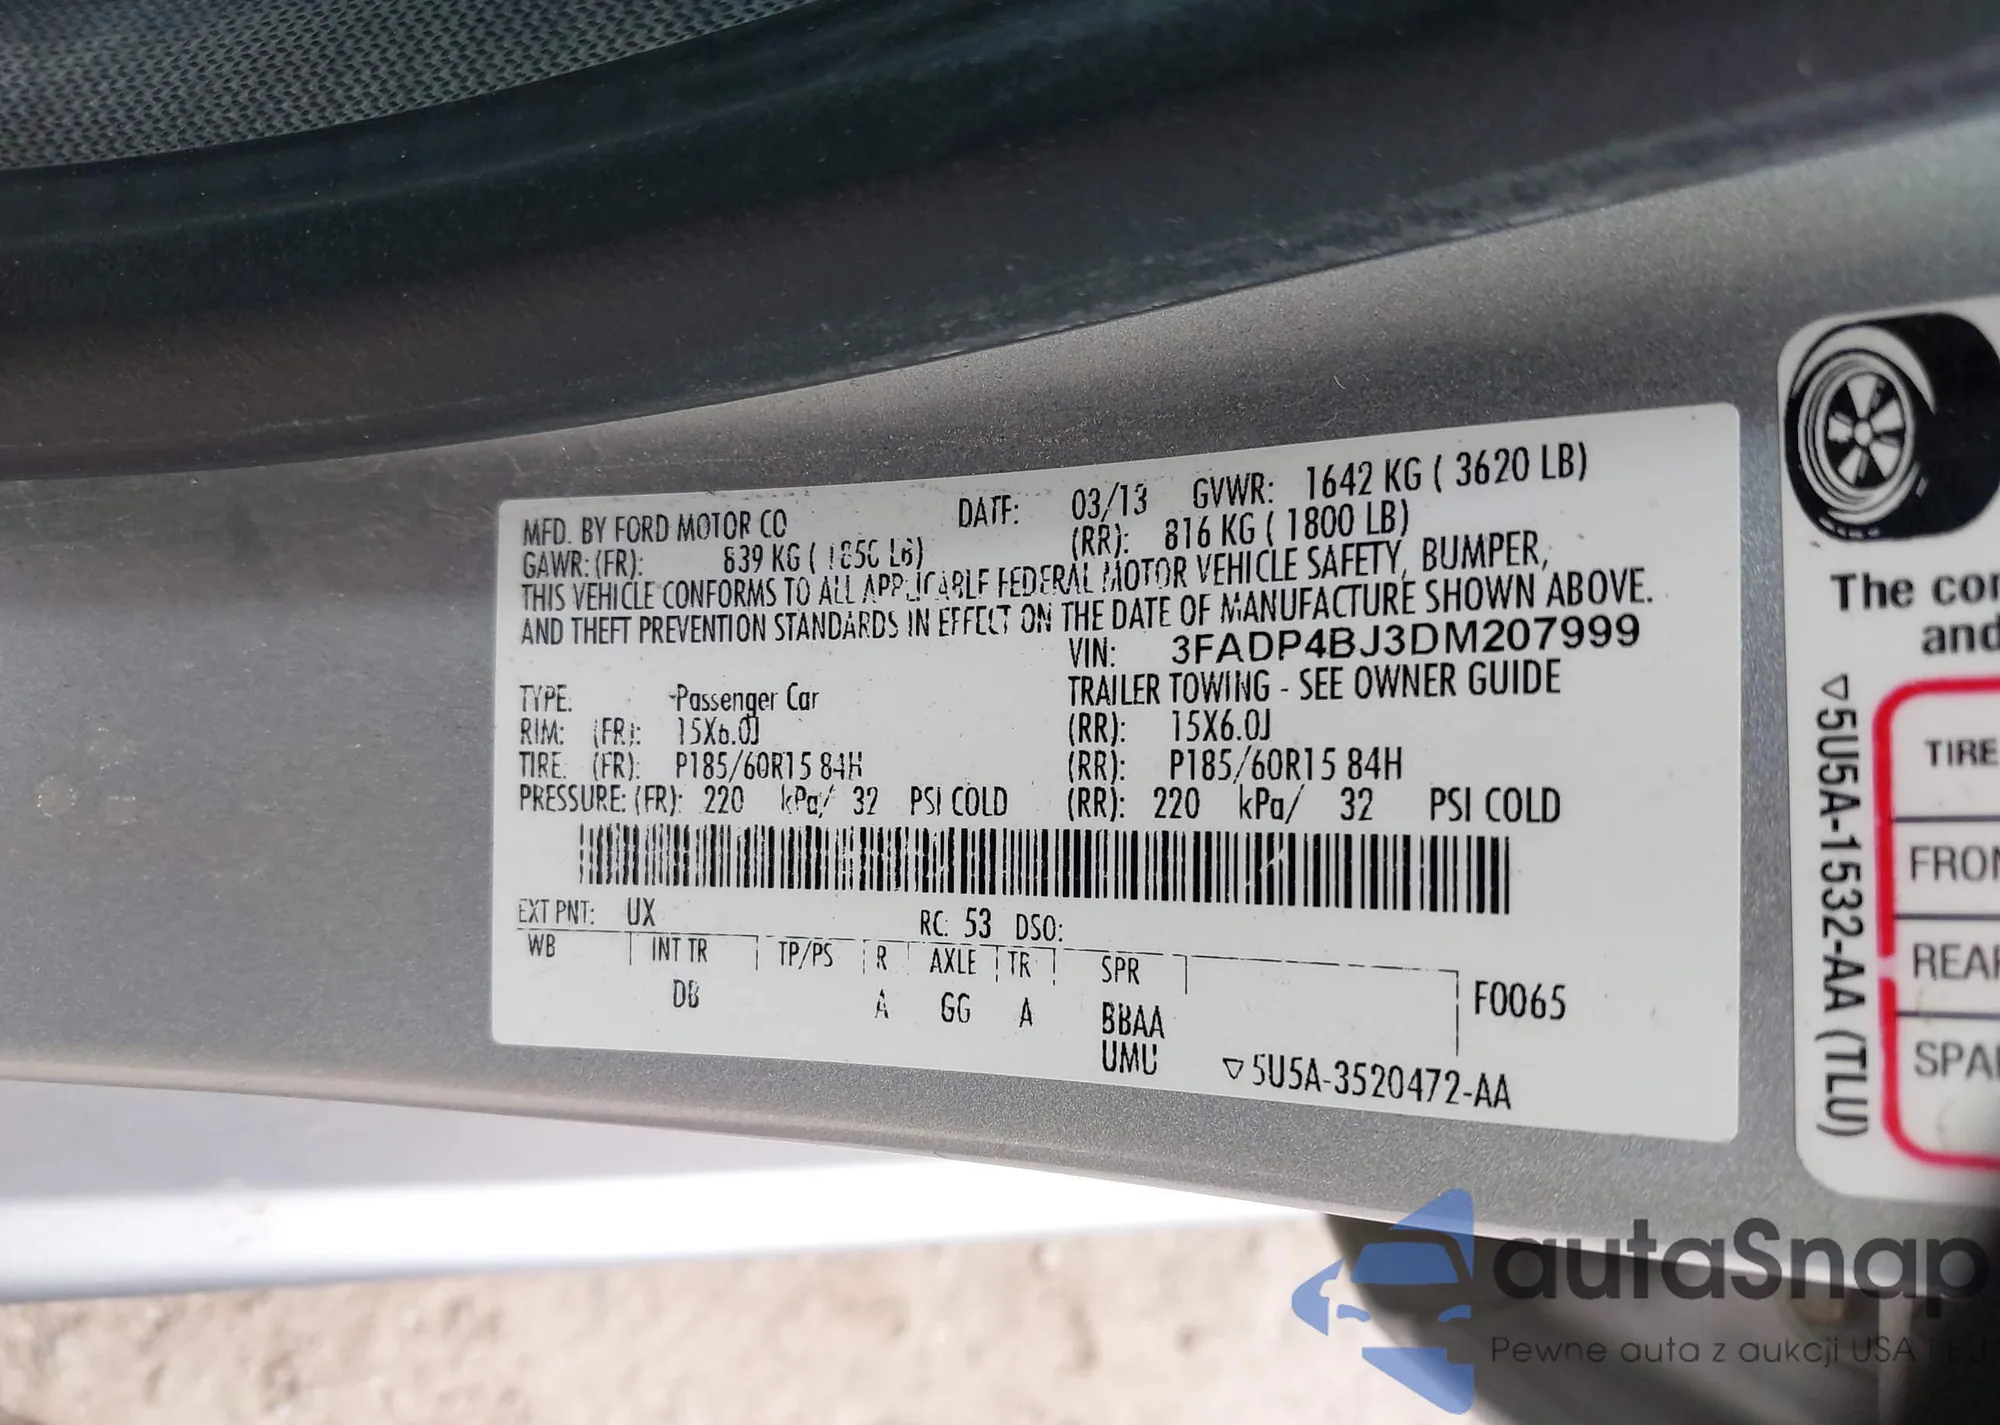 MFD. BY FORD MOTOR CO DATE: 03/13 GVWR: 1642 KG ( 3620 LB)
GAWR: (FR): 839 KG ( 1850 LB) (RR): 816 KG ( 1800 LB)
THIS VEHICLE CONFORMS TO ALL APPLICABLE FEDERAL MOTOR VEHICLE SAFETY, BUMPER,
AND THEFT PREVENTION STANDARDS IN EFFECT ON THE DATE OF MANUFACTURE SHOWN ABOVE.
VIN: 3FADP4BJ3DM207999
TYPE: Passenger Car TRAILER TOWING - SEE OWNER GUIDE
RIM: (FR): 15X6.0J (RR): 15X6.0J
TIRE: (FR): P185/60R15 84H (RR): P185/60R15 84H
PRESSURE: (FR): 220 kPa/ 32 PSI COLD (RR): 220 kPa/ 32 PSI COLD
EXT PNT: UX RC: 53 DSO:
WB INT TR TP/PS R AXLE TR SPR
DB A GG A BBAA F0065
UMU
▽5U5A-3520472-AA
The
and
▽5U5A-1532-AA (TLU)
TIRE
FRON
REAR
SPAR
autaSnap
Pewne auta z aukcji USA i EU